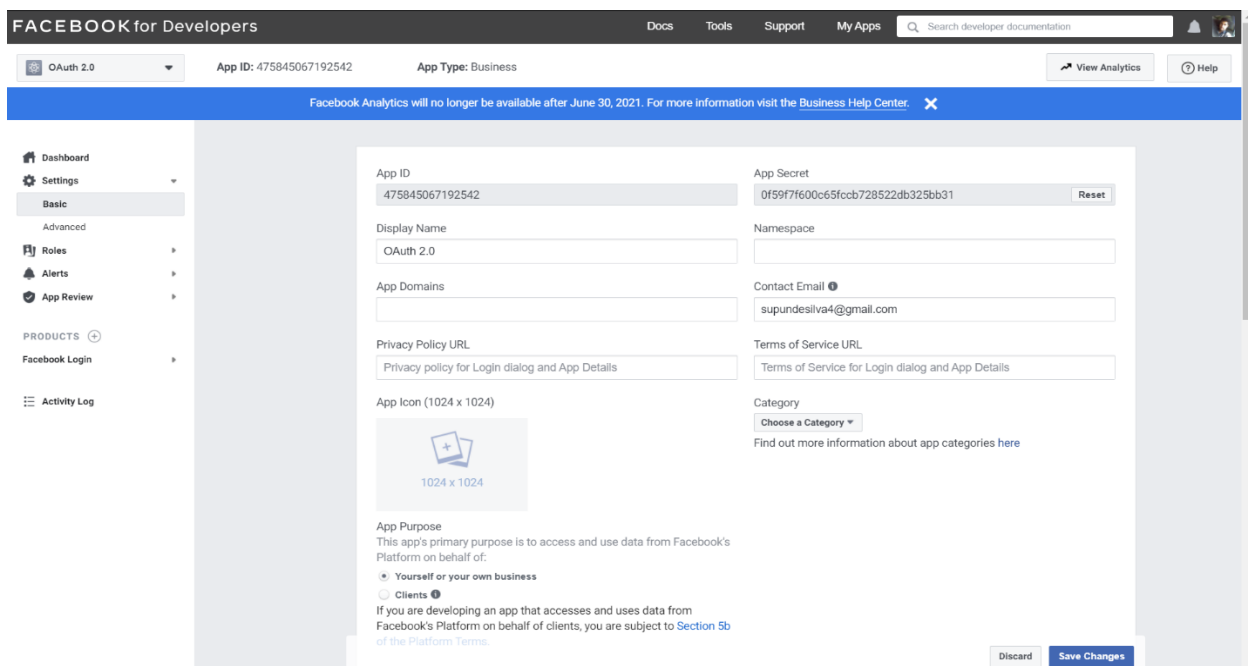 FACEBOOK for Developers Docs Tools Support My Apps Search developer documentation
OAuth 2.0 App ID: 475845067192542 App Type: Business View Analytics Help
Facebook Analytics will no longer be available after June 30, 2021. For more information visit the Business Help Center.
Dashboard
Settings
Basic
Advanced
Roles
Alerts
App Review
PRODUCTS
Facebook Login
Activity Log
App ID
475845067192542
App Secret
0f59f7f600c65fccb728522db325bb31 Reset
Display Name
OAuth 2.0
Namespace
App Domains
Contact Email
supundesilva4@gmail.com
Privacy Policy URL
Privacy policy for Login dialog and App Details
Terms of Service URL
Terms of Service for Login dialog and App Details
App Icon (1024 x 1024)
1024 x 1024
Category
Choose a Category
Find out more information about app categories here
App Purpose
This app's primary purpose is to access and use data from Facebook's
Platform on behalf of:
Yourself or your own business
Clients
If you are developing an app that accesses and uses data from
Facebook's Platform on behalf of clients, you are subject to Section 5b
of the Platform Terms.
Discard Save Changes